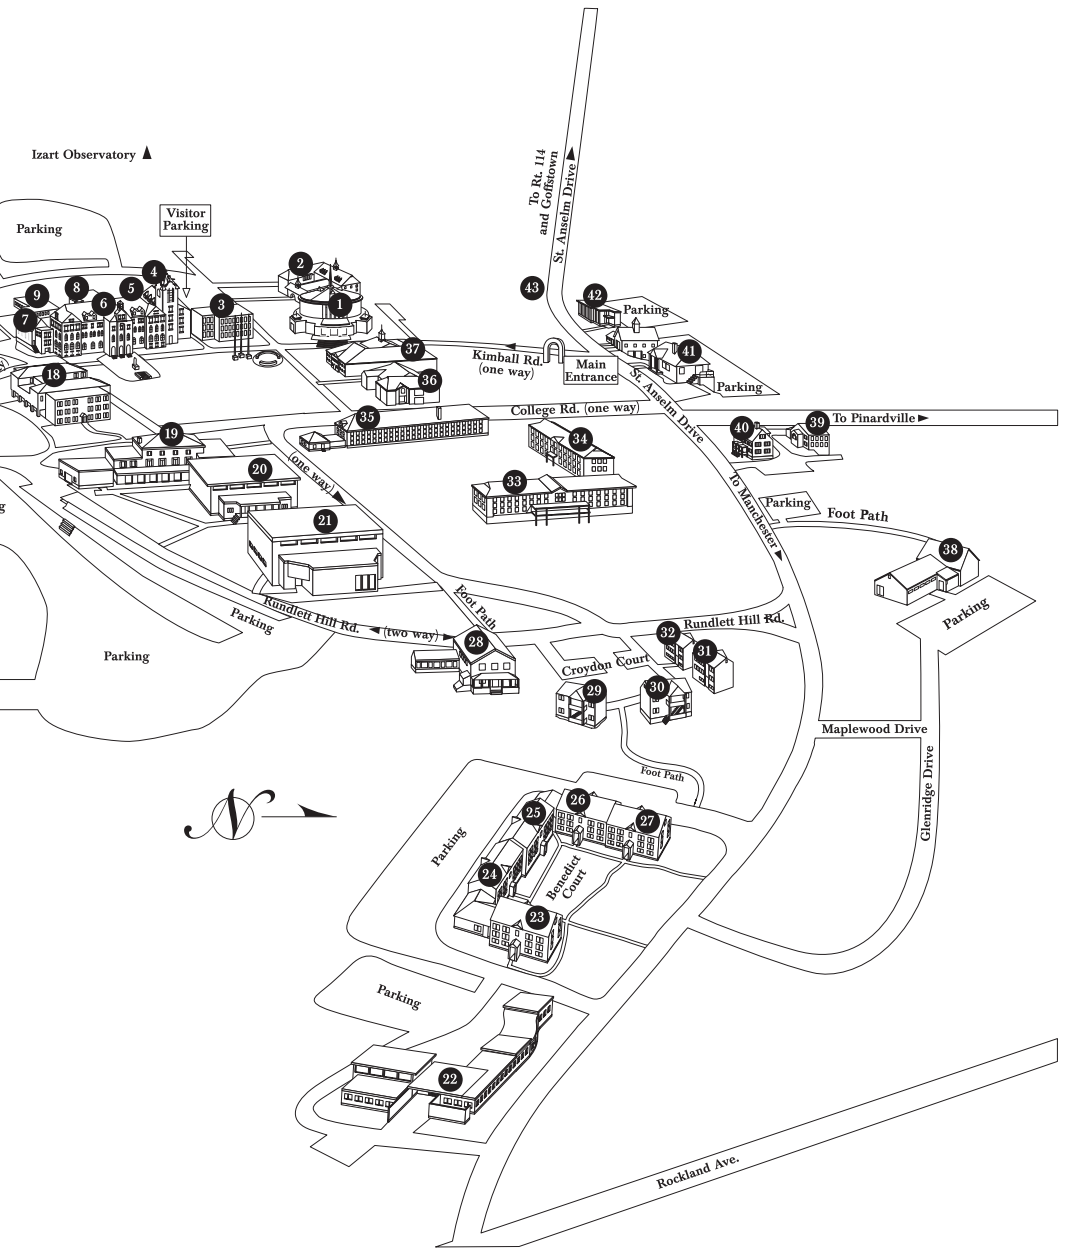 Izart Observatory
To Rt. 114
and Goffstown
St. Anselm Drive
Parking
Visitor
Parking
4
2
43
42
9
8
5
6
3
1
7
Parking
37
41
Kimball Rd.
(one way)
Main
Entrance
18
36
St. Anselm Drive
Parking
35
College Rd. (one way)
To Pinardville
39
40
19
34
20
(one way)
33
To Manchester
Parking
g
21
Foot Path
38
Foot Path
Parking
Rundlett Hill Rd.
(two way)
Parking
Rundlett Hill Rd.
32
28
31
Parking
Croydon Court
29
30
Maplewood Drive
Foot Path
Glenridge Drive
N
26
25
27
Parking
24
Benedict
Court
23
Parking
22
Rockland Ave.